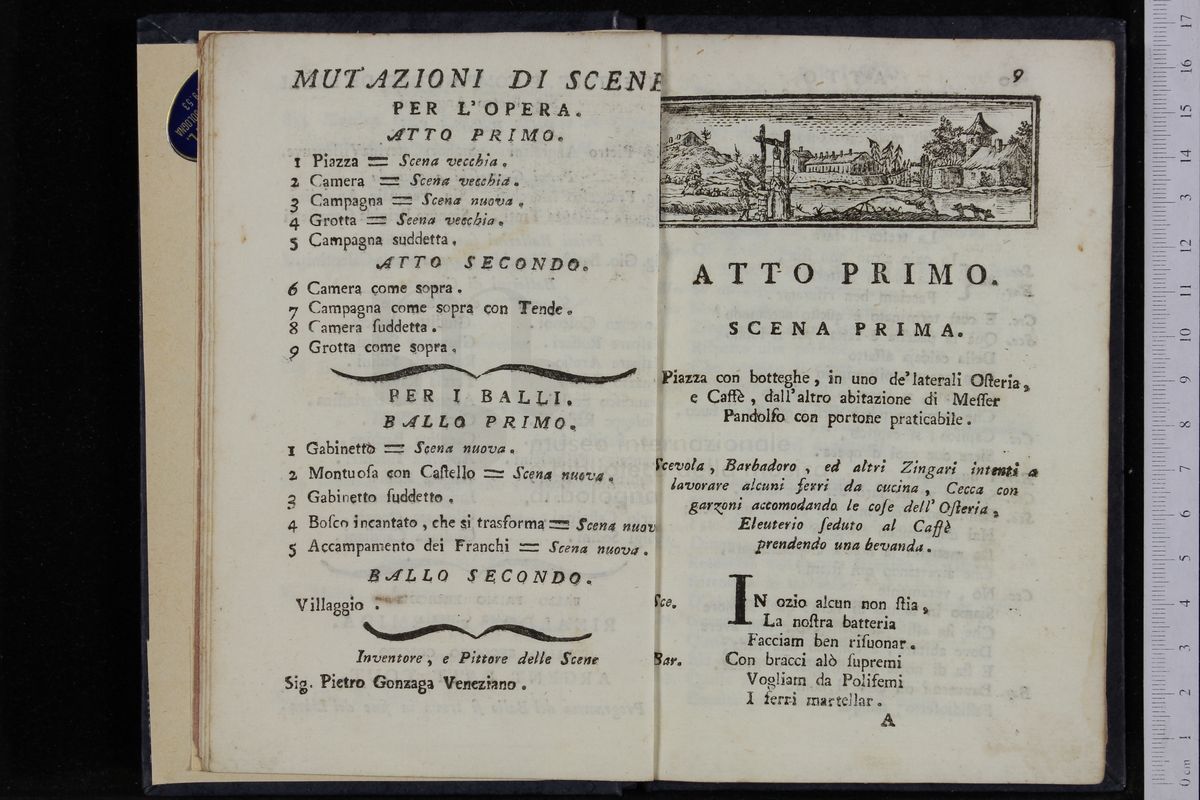 MUTAZIONI DI SCENE
PER L'OPERA.
ATTO PRIMO.
1 Piazza = Scena vecchia.
2 Camera = Scena vecchia.
3 Campagna = Scena nuova.
4 Grotta = Scena vecchia.
5 Campagna suddetta.
ATTO SECONDO.
6 Camera come sopra.
7 Campagna come sopra con Tende.
8 Camera ſuddetta.
9 Grotta come sopra.
PER I BALLI.
BALLO PRIMO.
1 Gabinetto = Scena nuova.
2 Montuoſa con Caſtello = Scena nuova.
3 Gabinetto ſuddetto.
4 Boſco incantato, che si trasforma = Scena nuov
5 Accampamento dei Franchi = Scena nuova.
BALLO SECONDO.
Villaggio.
Inventore, e Pittore delle Scene
Sig. Pietro Gonzaga Veneziano.
9
ATTO PRIMO.
SCENA PRIMA.
Piazza con botteghe, in uno de' laterali Oſteria,
e Caffè, dall'altro abitazione di Meſſer
Pandolfo con portone praticabile.
Scevola, Barbadoro, ed altri Zingari intenti a
lavorare alcuni ferri da cucina, Cecca con
garzoni accomodando le coſe dell' Oſteria,
Eleuterio ſeduto al Caffè
prendendo una bevanda.
Sce. IN ozio alcun non ſtia,
La noſtra batteria
Facciam ben riſuonar.
Bar. Con bracci alò ſupremi
Vogliam da Polifemi
I ferri martellar.
A
museo internazionale
di bologna